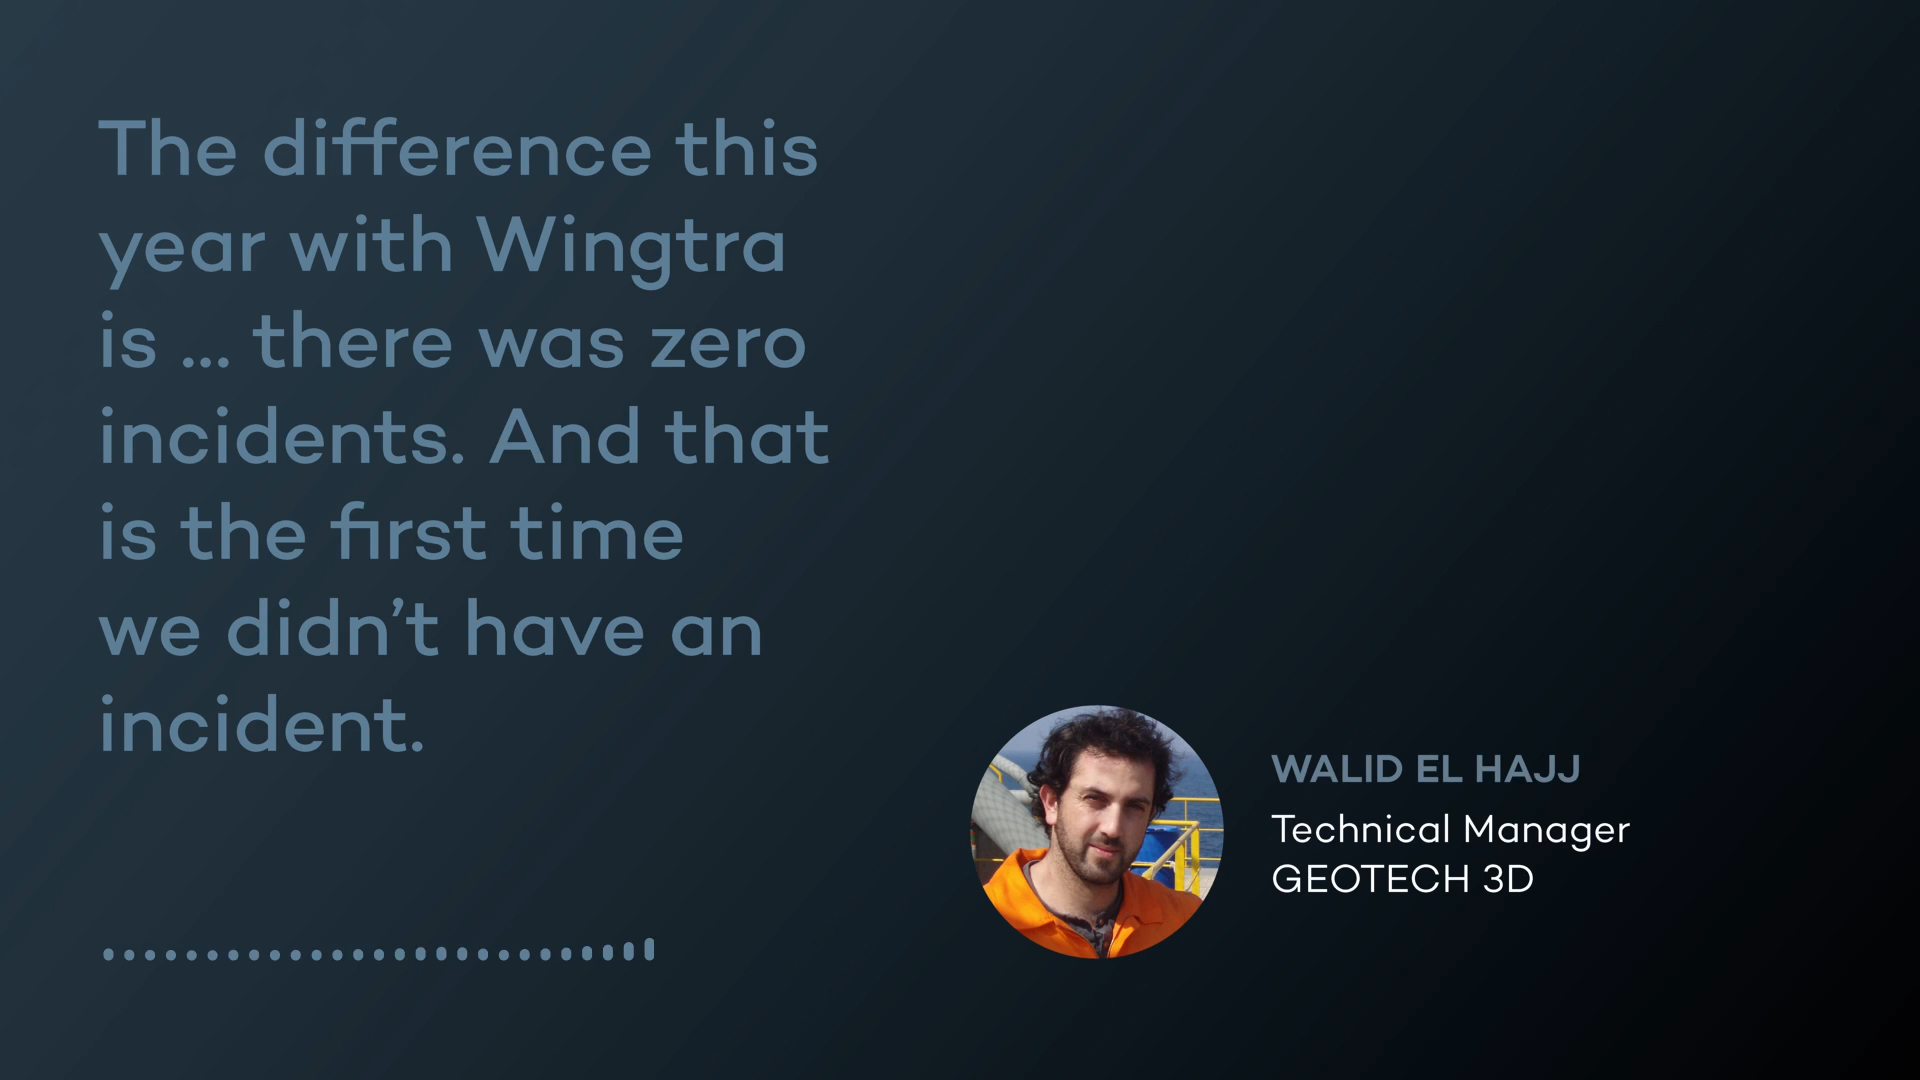 The difference this
year with Wingtra
is ... there was zero
incidents. And that
is the first time
we didn’t have an
incident.
WALID EL HAJJ
Technical Manager
GEOTECH 3D